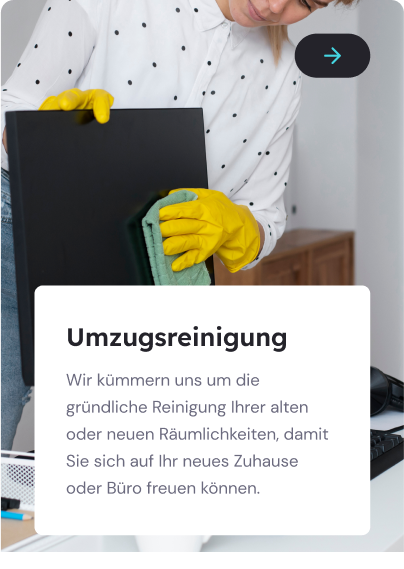 Umzugsreinigung
Wir kümmern uns um die
gründliche Reinigung Ihrer alten
oder neuen Räumlichkeiten, damit
Sie sich auf Ihr neues Zuhause
oder Büro freuen können.